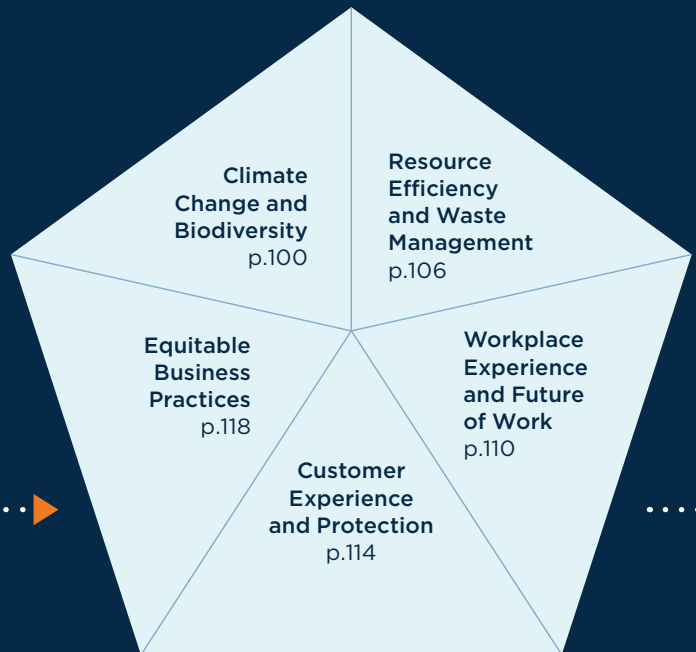 Climate
Change and
Biodiversity
p.100
Resource
Efficiency
and Waste
Management
p.106
Equitable
Business
Practices
p.118
Workplace
Experience
and Future
of Work
p.110
Customer
Experience
and Protection
p.114